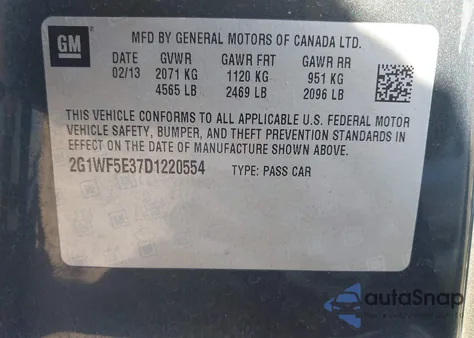 GM
MFD BY GENERAL MOTORS OF CANADA LTD.
DATE GVWR GAWR FRT GAWR RR
02/13 2071 KG 1120 KG 951 KG
4565 LB 2469 LB 2096 LB
THIS VEHICLE CONFORMS TO ALL APPLICABLE U.S. FEDERAL MOTOR
VEHICLE SAFETY, BUMPER, AND THEFT PREVENTION STANDARDS IN
EFFECT ON THE DATE OF MANUFACTURE SHOWN ABOVE.
2G1WF5E37D1220554 TYPE: PASS CAR
autoSnap